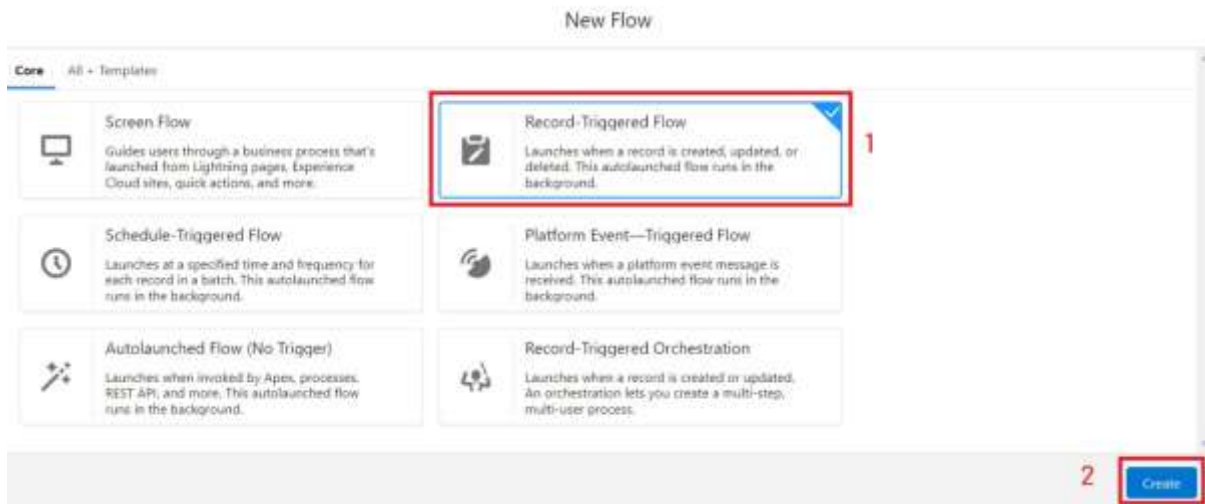 New Flow
Core All + Templates
Screen Flow
Guides users through a business process that's
launched from Lightning pages, Experience
Cloud sites, quick actions, and more.
Record-Triggered Flow
Launches when a record is created, updated, or
deleted. This autolaunched flow runs in the
background.
1
Schedule-Triggered Flow
Launches at a specified time and frequency for
each record in a batch. This autolaunched flow
runs in the background.
Platform Event—Triggered Flow
Launches when a platform event message is
received. This autolaunched flow runs in the
background.
Autolaunched Flow (No Trigger)
Launches when invoked by Apex, processes,
REST API, and more. This autolaunched flow
runs in the background.
Record-Triggered Orchestration
Launches when a record is created or updated.
An orchestration lets you create a multi-step,
multi-user process.
2
Create